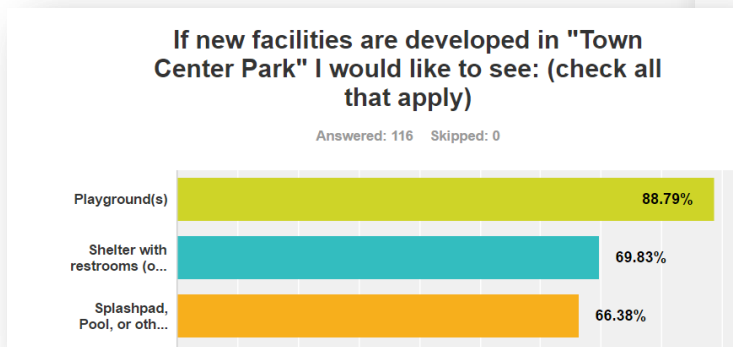 If new facilities are developed in "Town
Center Park" I would like to see: (check all
that apply)
Answered: 116 Skipped: 0
Playground(s)
88.79%
Shelter with
restrooms (o...
69.83%
Splashpad,
Pool, or oth...
66.38%